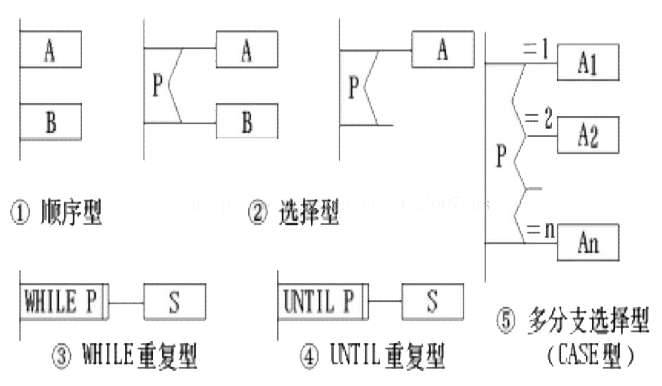 A
B
① 顺序型
P
A
B
P
A
② 选择型
P
=1
A1
=2
A2
=n
An
⑤ 多分支选择型
(CASE型)
WHILE P
S
③ WHILE重复型
UNTIL P
S
④ UNTIL重复型